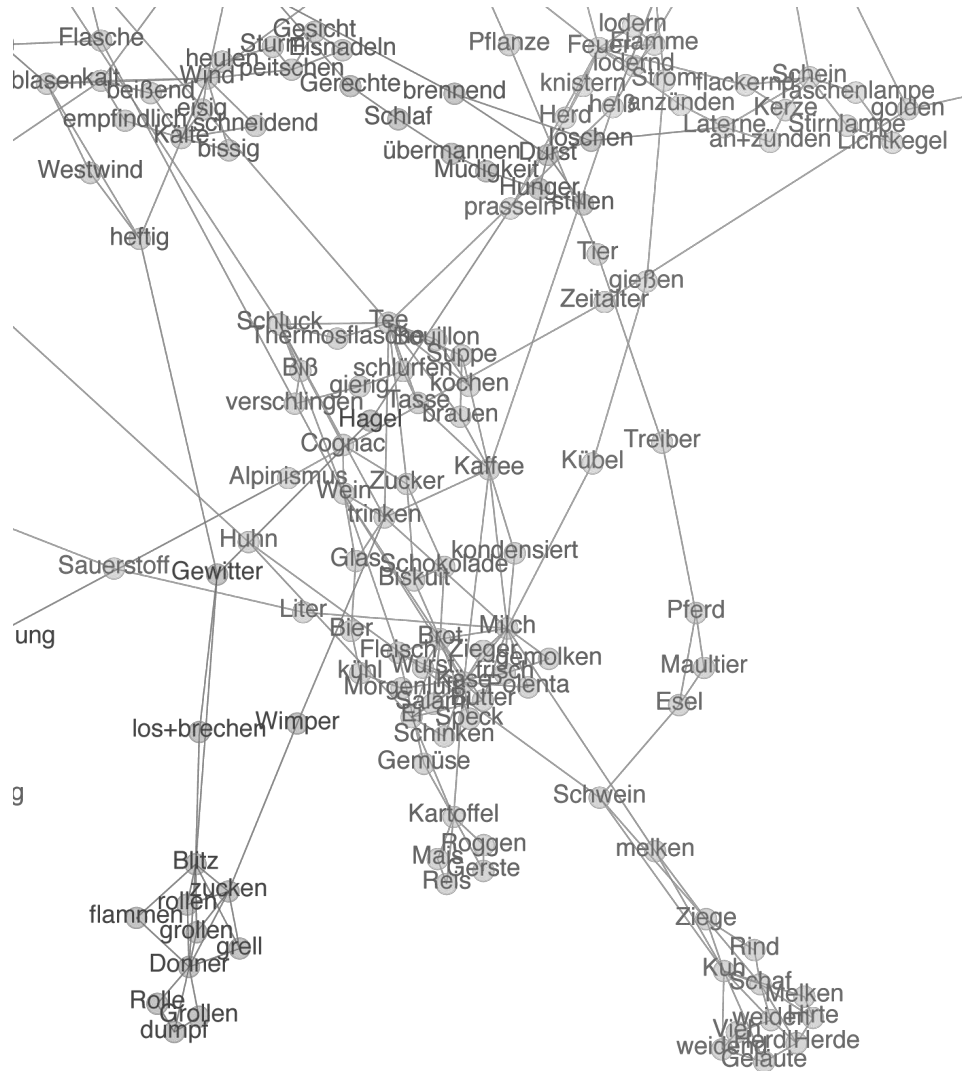 lodern
Gesicht
Flasche
Sturm
Eisnadeln
Pflanze
Feuer
Flamme
heulen
lodernd
blasen
kalt
Wind
peitschen
Gerechte
brennend
knistern
Strom
flackern
Schein
Taschenlampe
beißend
eisig
heiß
anzünden
Kerze
golden
empfindlich
schneidend
Schlaf
Herd
Laterne
Stirnlampe
Kälte
bissig
löschen
an+zünden
Lichtkegel
übermannen
Durst
Westwind
Müdigkeit
Hunger
stillen
prasseln
heftig
Tier
gießen
Zeitalter
Schluck
Tee
Thermosflasche
Bouillon
Suppe
Biß
schlürfen
gierig
kochen
verschlingen
Tasse
Hagel
brauen
Cognac
Treiber
Alpinismus
Zucker
Kaffee
Kübel
Wein
trinken
Huhn
kondensiert
Sauerstoff
Gewitter
Glas
Schokolade
Biskuit
Liter
Pferd
ung
Bier
Brot
Milch
Fleisch
Zieger
gemolken
kühl
Wurst
frisch
Maultier
Morgenluft
Käse
Polenta
Salami
Butter
Esel
los+brechen
Wimper
Ei
Speck
Schinken
Gemüse
g
Schwein
Kartoffel
Roggen
melken
Mais
Gerste
Blitz
Reis
zucken
rollen
flammen
Ziege
grollen
grell
Rind
Donner
Kuh
Schaf
Rolle
Melken
Grollen
weiden
Hirte
dumpf
Vieh
weidend
Herde
Geläute